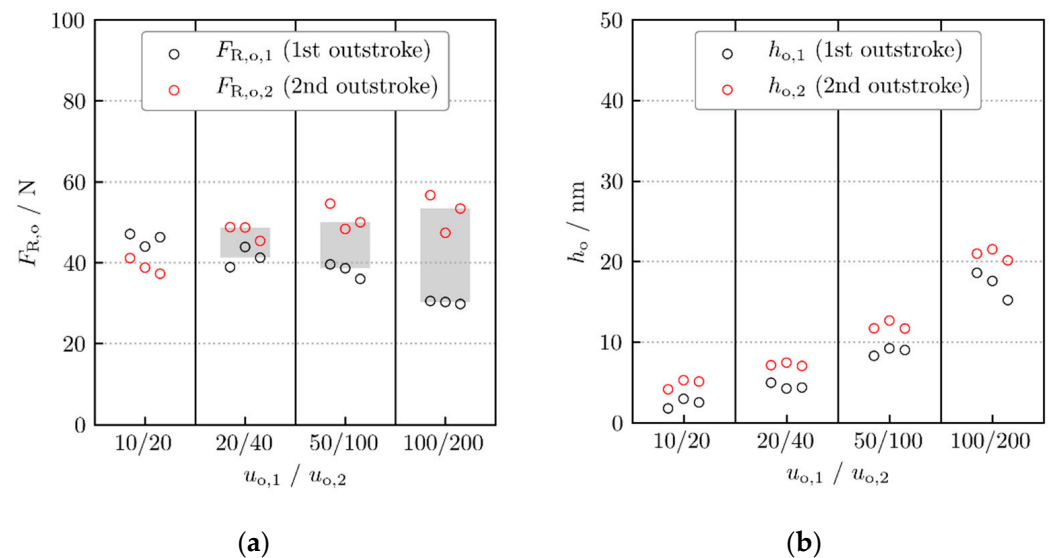 100
80
60
40
20
0
F_R,o / N
F_R,o,1 (1st outstroke)
F_R,o,2 (2nd outstroke)
10/20 20/40 50/100 100/200
u_o,1 / u_o,2
(a)
50
40
30
20
10
0
h_o / nm
h_o,1 (1st outstroke)
h_o,2 (2nd outstroke)
10/20 20/40 50/100 100/200
u_o,1 / u_o,2
(b)